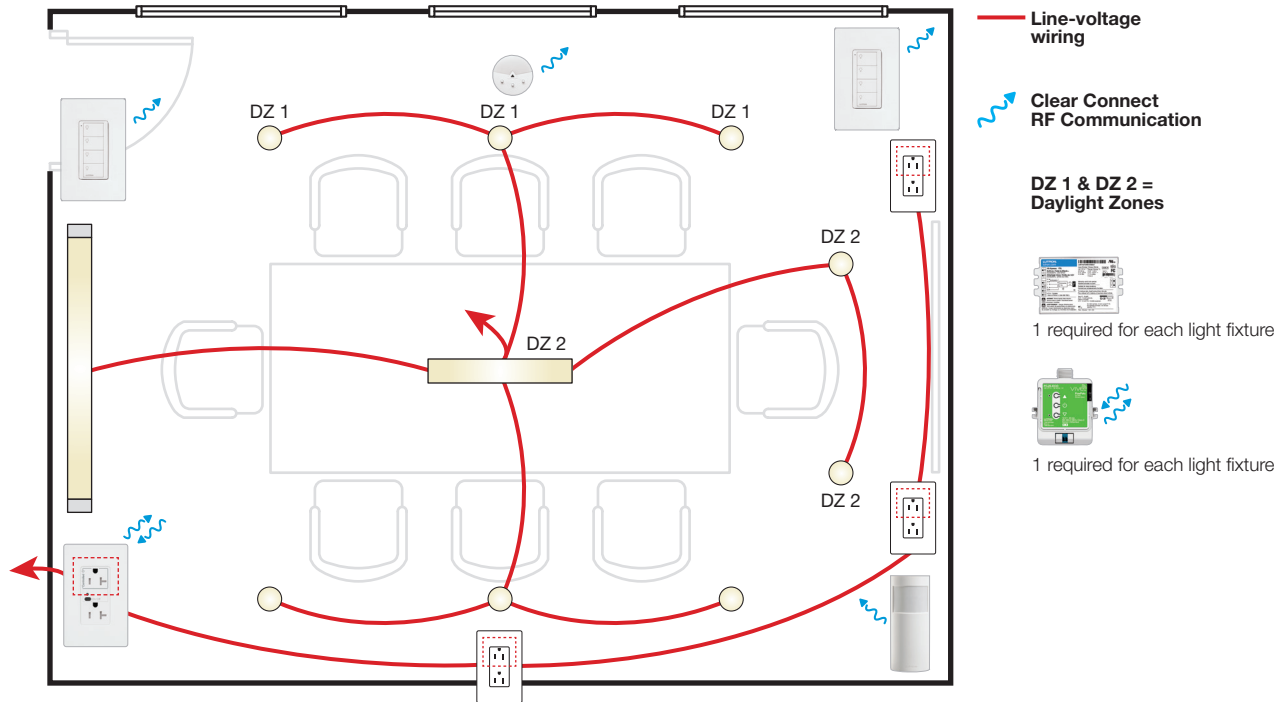 Line-voltage
wiring
Clear Connect
RF Communication
DZ 1 & DZ 2 =
Daylight Zones
1 required for each light fixture
1 required for each light fixture
DZ 1
DZ 1
DZ 1
DZ 2
DZ 2
DZ 2